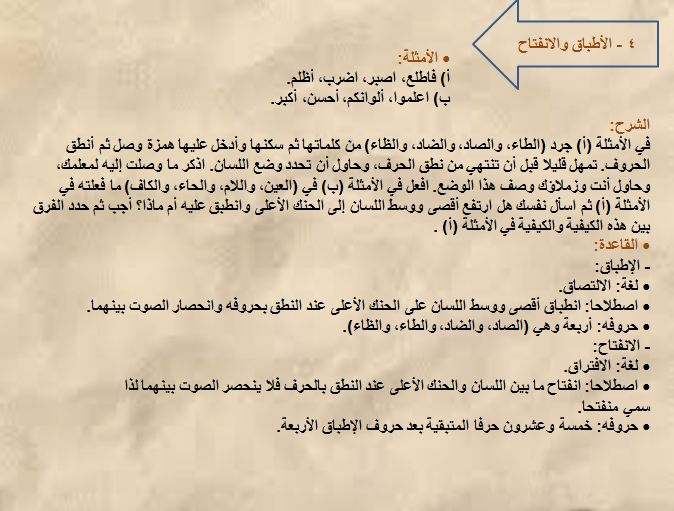 ٤ - الأطباق والانفتاح
• الأمثلة:
أ) فاطلع، اصبر، اضرب، أظلم.
ب) اعلموا، ألوانكم، أحسن، أكبر.
الشرح:
في الأمثلة (أ) جرد (الطاء، والصاد، والضاد، والظاء) من كلماتها ثم سكنها وأدخل عليها همزة وصل ثم أنطق
الحروف. تمهل قليلا قبل أن تنتهي من نطق الحرف، وحاول أن تحدد وضع اللسان. اذكر ما وصلت إليه لمعلمك،
وحاول أنت وزملاؤك وصف هذا الوضع. افعل في الأمثلة (ب) في (العين، واللام، والحاء، والكاف) ما فعلته في
الأمثلة (أ) ثم اسأل نفسك هل ارتفع أقصى ووسط اللسان إلى الحنك الأعلى وانطبق عليه أم ماذا؟ أجب ثم حدد الفرق
بين هذه الكيفية والكيفية في الأمثلة (أ) .
• القاعدة:
- الإطباق:
• لغة: الالتصاق.
• اصطلاحا: انطباق أقصى ووسط اللسان على الحنك الأعلى عند النطق بحروفه وانحصار الصوت بينهما.
• حروفه: أربعة وهي (الصاد، والضاد، والطاء، والظاء).
- الانفتاح:
• لغة: الافتراق.
• اصطلاحا: انفتاح ما بين اللسان والحنك الأعلى عند النطق بالحرف فلا ينحصر الصوت بينهما لذا
سمي منفتحا.
• حروفه: خمسة وعشرون حرفا المتبقية بعد حروف الإطباق الأربعة.